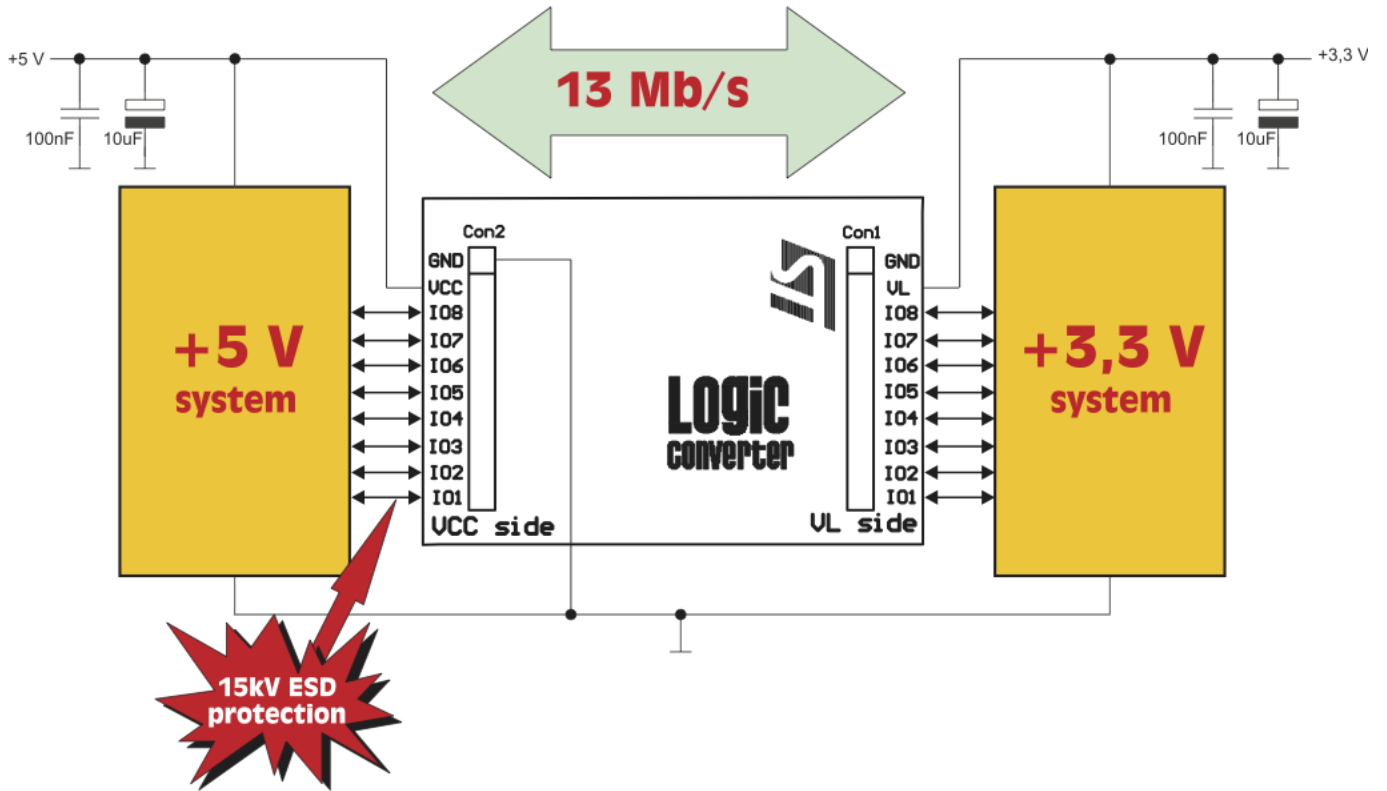 +5 V
100nF
10uF
13 Mb/s
+3,3 V
100nF
10uF
+5 V
system
Con2
GND
VCC
IO8
IO7
IO6
IO5
IO4
IO3
IO2
IO1
VCC side
LOGIC
CONVERTER
Con1
GND
VL
IO8
IO7
IO6
IO5
IO4
IO3
IO2
IO1
VL side
+3,3 V
system
15kV ESD
protection